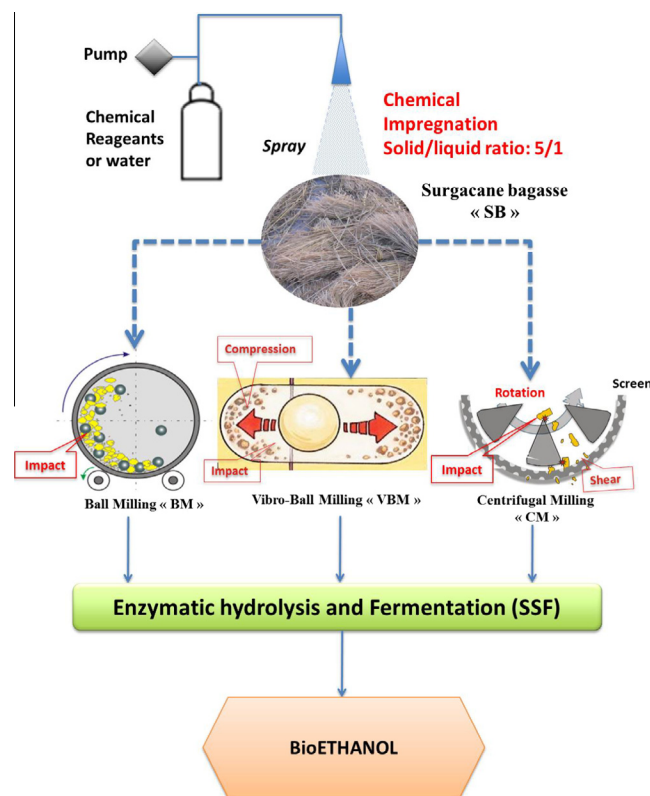 Pump
Chemical
Reageants
or water
Spray
Chemical
Impregnation
Solid/liquid ratio: 5/1
Surgacane bagasse
« SB »
Compression
Impact
Impact
Rotation
Screen
Impact
Shear
Ball Milling « BM »
Vibro-Ball Milling « VBM »
Centrifugal Milling
« CM »
Enzymatic hydrolysis and Fermentation (SSF)
BioETHANOL